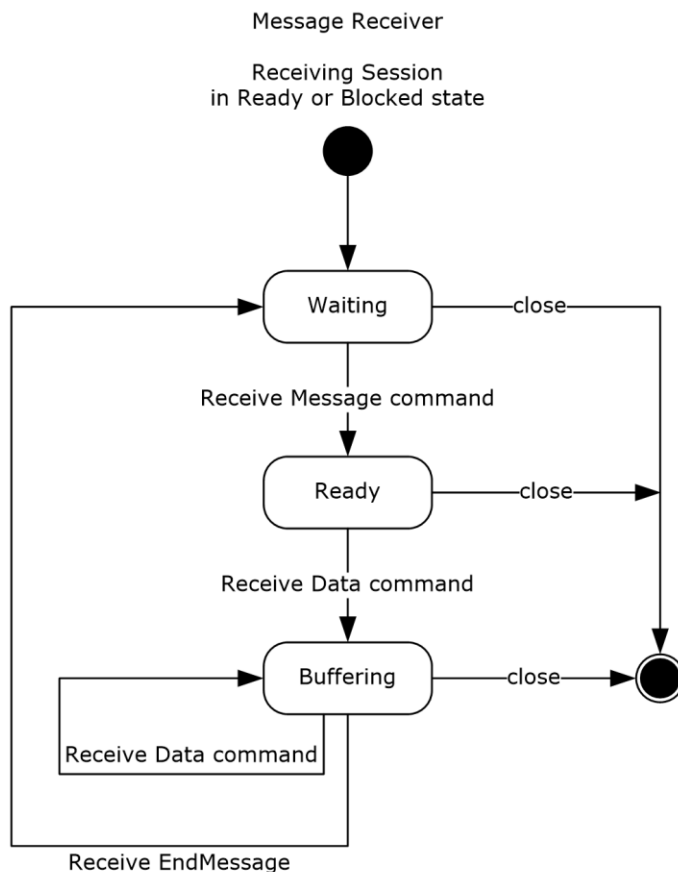 Message Receiver
Receiving Session
in Ready or Blocked state
Waiting
close
Receive Message command
Ready
close
Receive Data command
Buffering
close
Receive Data command
Receive EndMessage